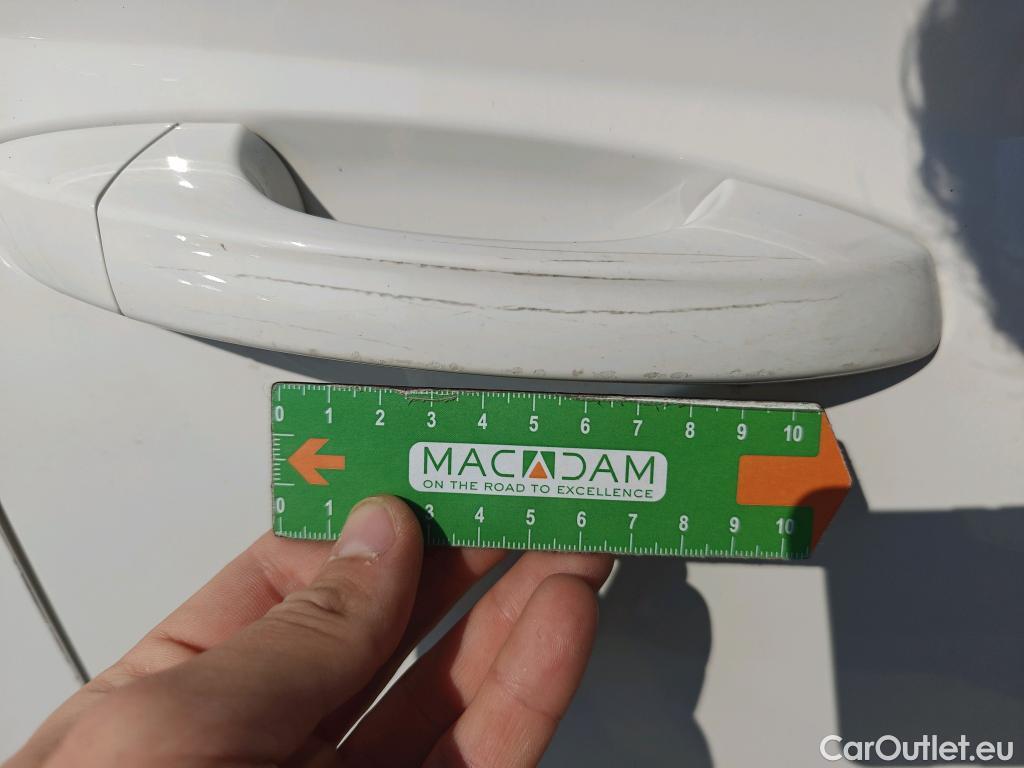 0 1 2 3 4 5 6 7 8 9 10
MACADAM
ON THE ROAD TO EXCELLENCE
0 1 3 4 5 6 7 8 9 10
CarOutlet.eu